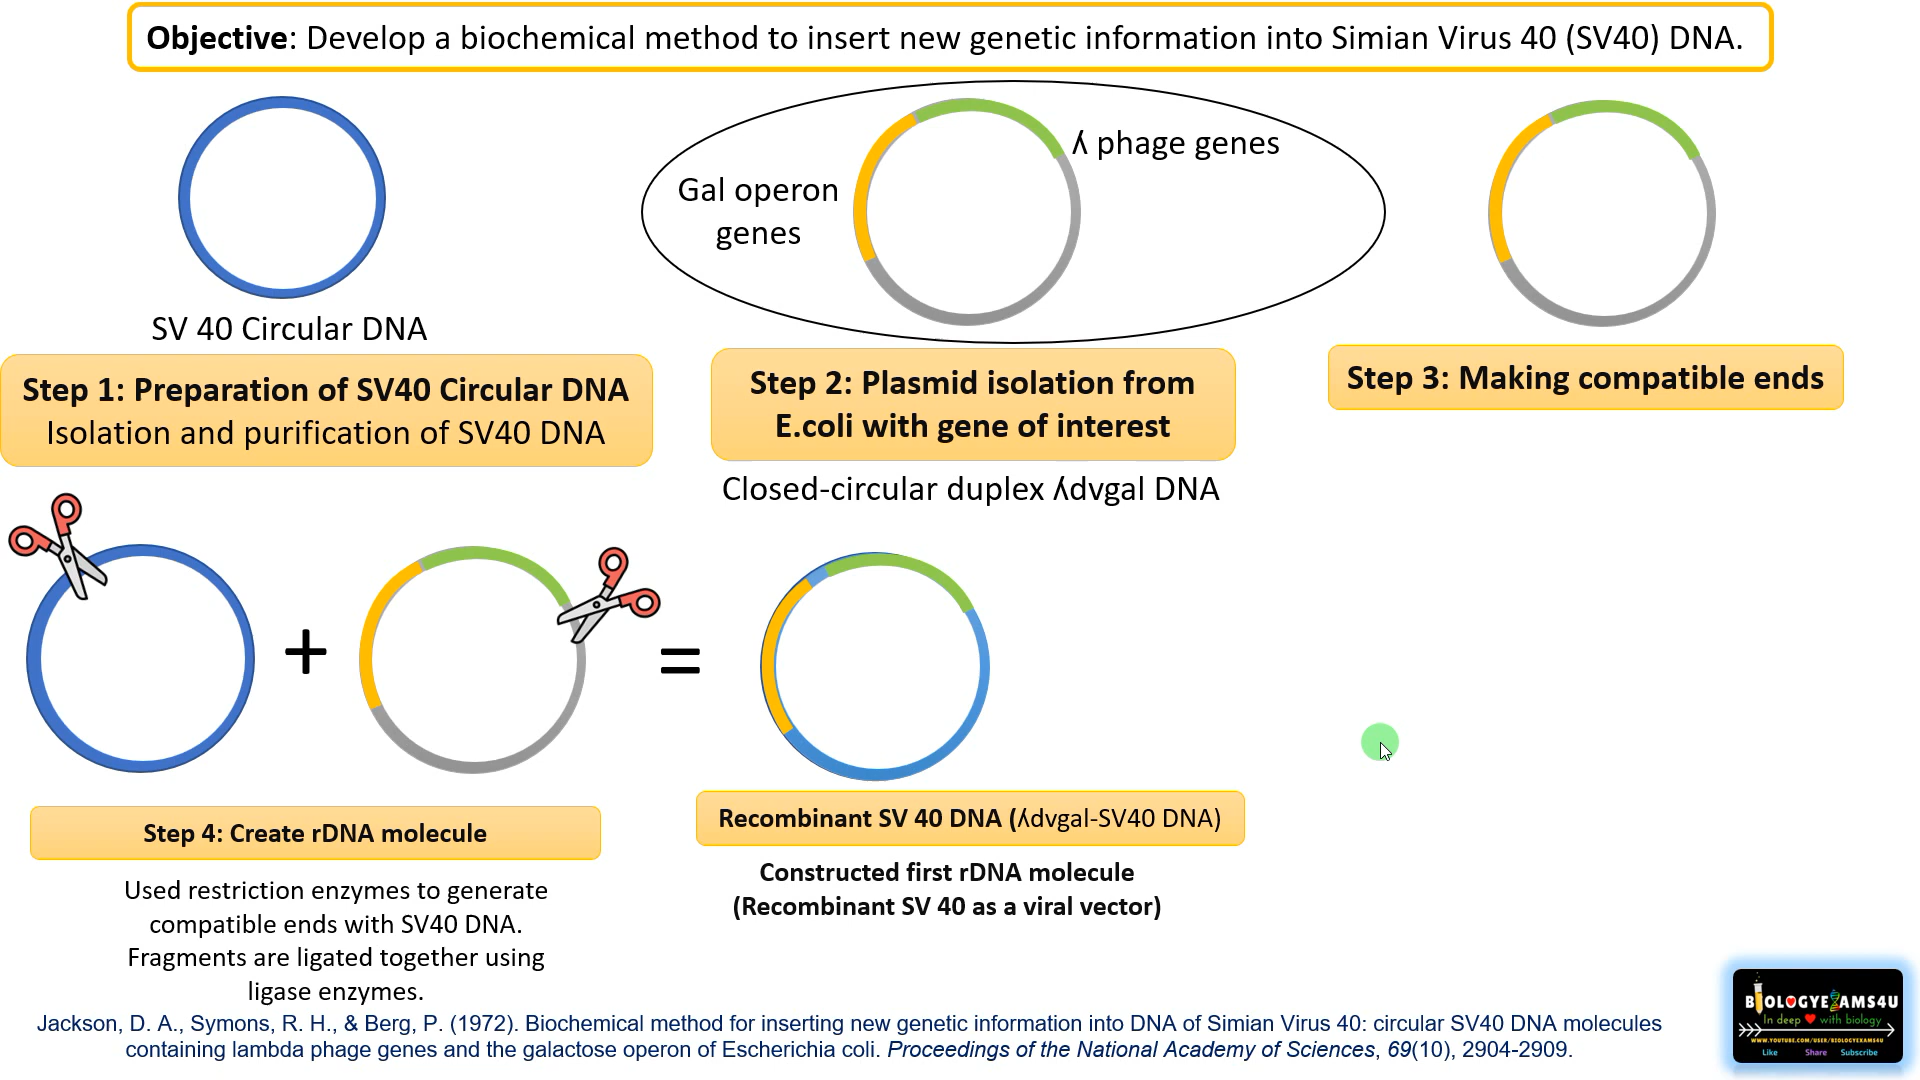 Objective: Develop a biochemical method to insert new genetic information into Simian Virus 40 (SV40) DNA.
SV 40 Circular DNA
Step 1: Preparation of SV40 Circular DNA
Isolation and purification of SV40 DNA
Gal operon
genes
ʎ phage genes
Step 2: Plasmid isolation from
E.coli with gene of interest
Closed-circular duplex ʎdvgal DNA
Step 3: Making compatible ends
+
=
Step 4: Create rDNA molecule
Used restriction enzymes to generate
compatible ends with SV40 DNA.
Fragments are ligated together using
ligase enzymes.
Recombinant SV 40 DNA (ʎdvgal-SV40 DNA)
Constructed first rDNA molecule
(Recombinant SV 40 as a viral vector)
Jackson, D. A., Symons, R. H., & Berg, P. (1972). Biochemical method for inserting new genetic information into DNA of Simian Virus 40: circular SV40 DNA molecules
containing lambda phage genes and the galactose operon of Escherichia coli. Proceedings of the National Academy of Sciences, 69(10), 2904-2909.
BIOLOGYEXAMS4U
In deep ❤ with biology
WWW.YOUTUBE.COM/USER/BIOLOGYEXAMS4U
Like Share Subscribe